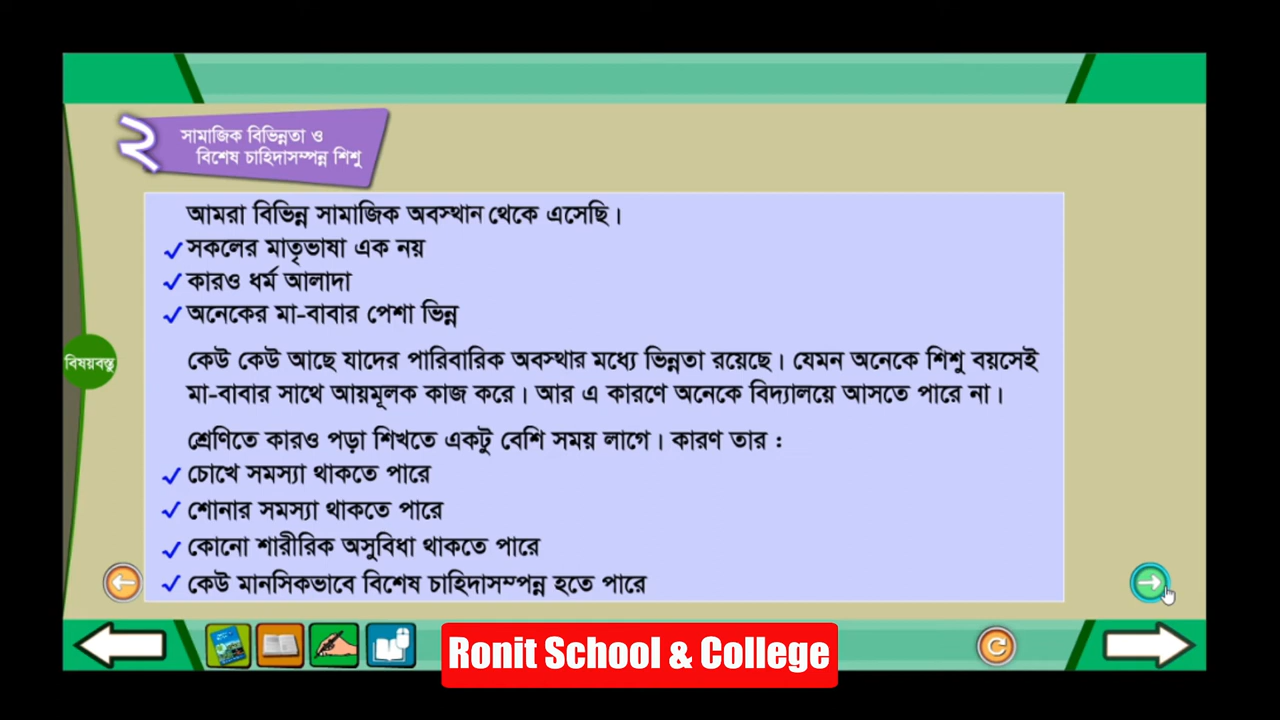 ২
সামাজিক বিভিন্নতা ও
বিশেষ চাহিদাসম্পন্ন শিশু
আমরা বিভিন্ন সামাজিক অবস্থান থেকে এসেছি।
সকলের মাতৃভাষা এক নয়
কারও ধর্ম আলাদা
অনেকের মা-বাবার পেশা ভিন্ন
বিষয়বস্তু
কেউ কেউ আছে যাদের পারিবারিক অবস্থার মধ্যে ভিন্নতা রয়েছে। যেমন অনেকে শিশু বয়সেই
মা-বাবার সাথে আয়মূলক কাজ করে। আর এ কারণে অনেকে বিদ্যালয়ে আসতে পারে না।
শ্রেণিতে কারও পড়া শিখতে একটু বেশি সময় লাগে। কারণ তার :
চোখে সমস্যা থাকতে পারে
শোনার সমস্যা থাকতে পারে
কোনো শারীরিক অসুবিধা থাকতে পারে
কেউ মানসিকভাবে বিশেষ চাহিদাসম্পন্ন হতে পারে
Ronit School & College